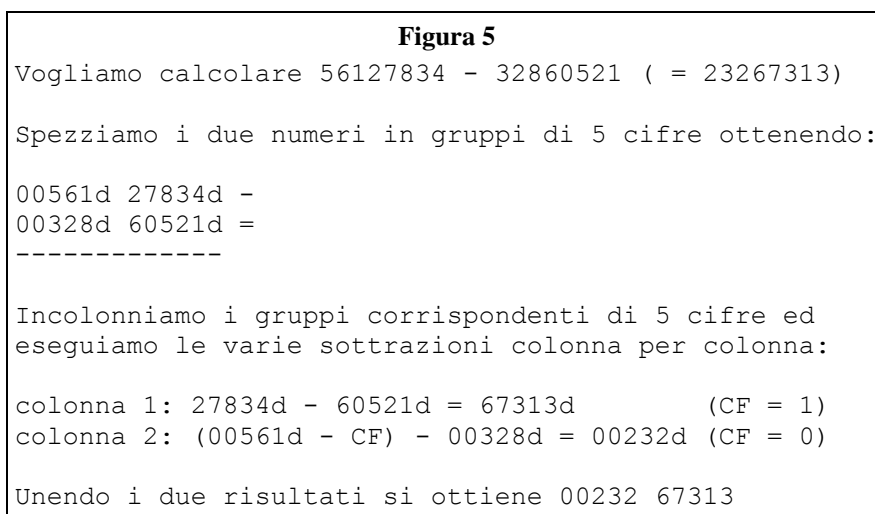 Figura 5
Vogliamo calcolare 56127834 - 32860521 ( = 23267313)
Spezziamo i due numeri in gruppi di 5 cifre ottenendo:
00561d 27834d -
00328d 60521d =
-------------
Incolonniamo i gruppi corrispondenti di 5 cifre ed
eseguiamo le varie sottrazioni colonna per colonna:
colonna 1: 27834d - 60521d = 67313d (CF = 1)
colonna 2: (00561d - CF) - 00328d = 00232d (CF = 0)
Unendo i due risultati si ottiene 00232 67313